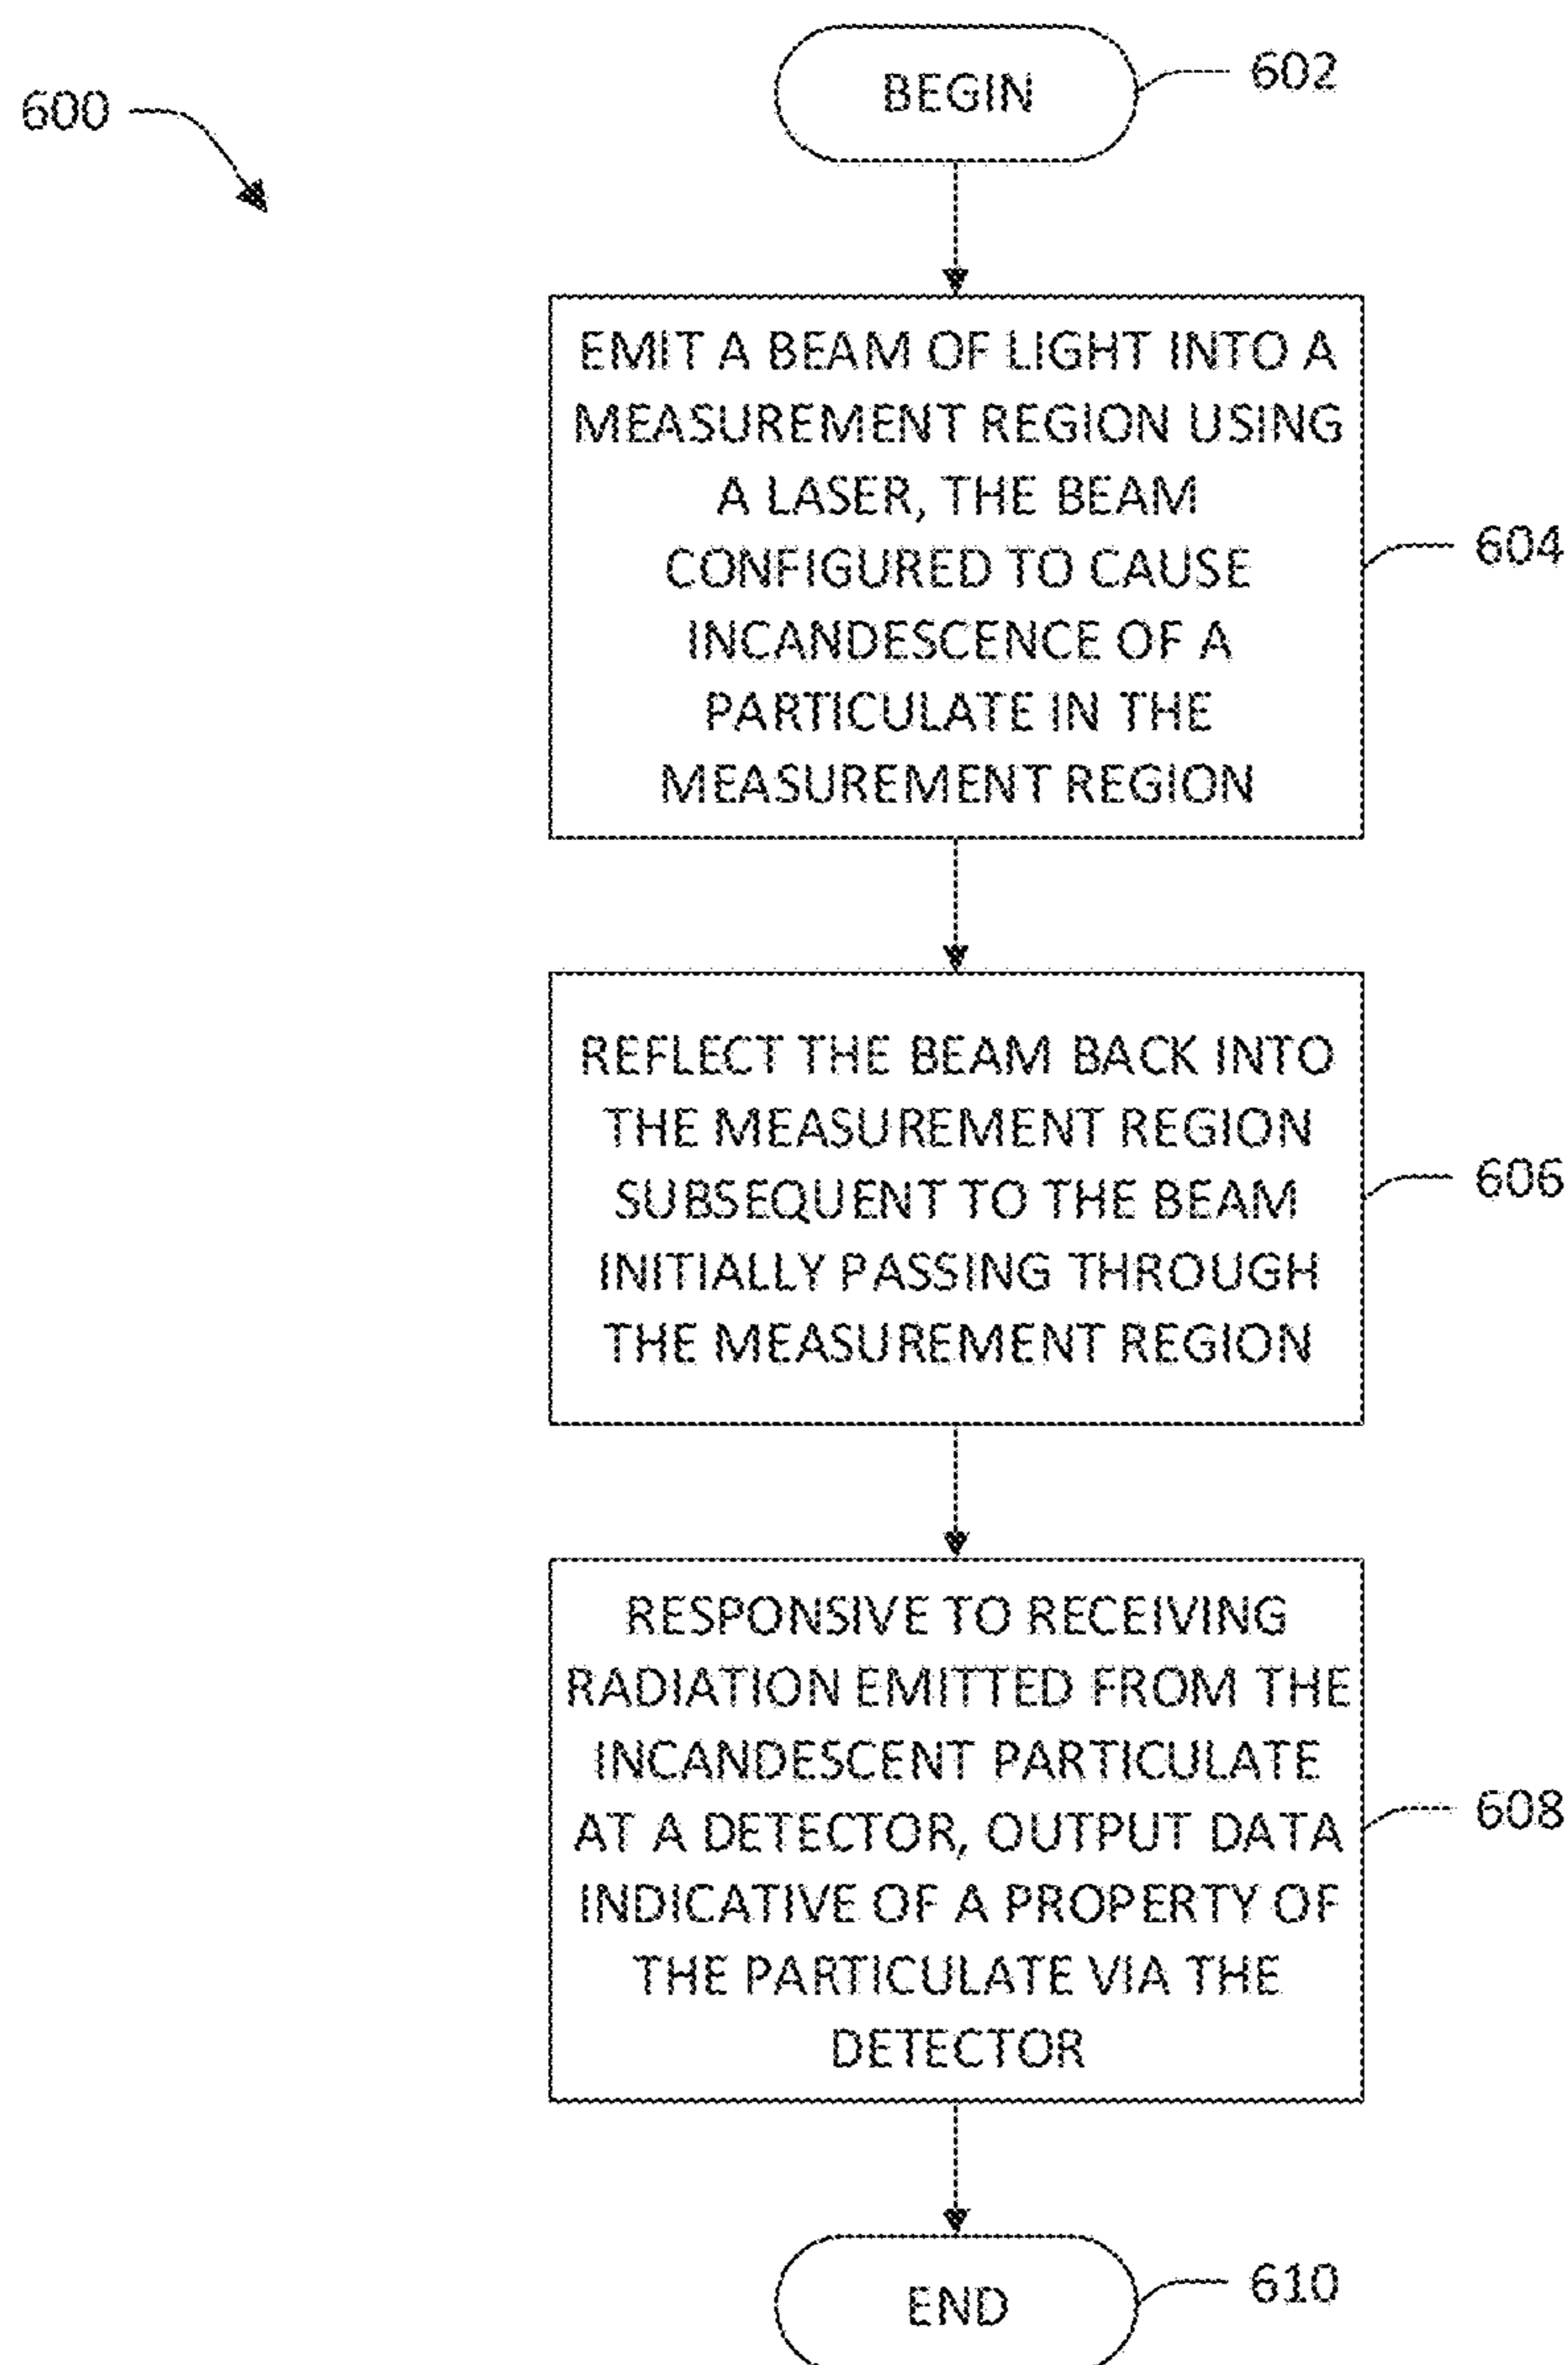 600
BEGIN
602
EMIT A BEAM OF LIGHT INTO A
MEASUREMENT REGION USING
A LASER, THE BEAM
CONFIGURED TO CAUSE
INCANDESCENCE OF A
PARTICULATE IN THE
MEASUREMENT REGION
604
REFLECT THE BEAM BACK INTO
THE MEASUREMENT REGION
SUBSEQUENT TO THE BEAM
INITIALLY PASSING THROUGH
THE MEASUREMENT REGION
606
RESPONSIVE TO RECEIVING
RADIATION EMITTED FROM THE
INCANDESCENT PARTICULATE
AT A DETECTOR, OUTPUT DATA
INDICATIVE OF A PROPERTY OF
THE PARTICULATE VIA THE
DETECTOR
608
END
610